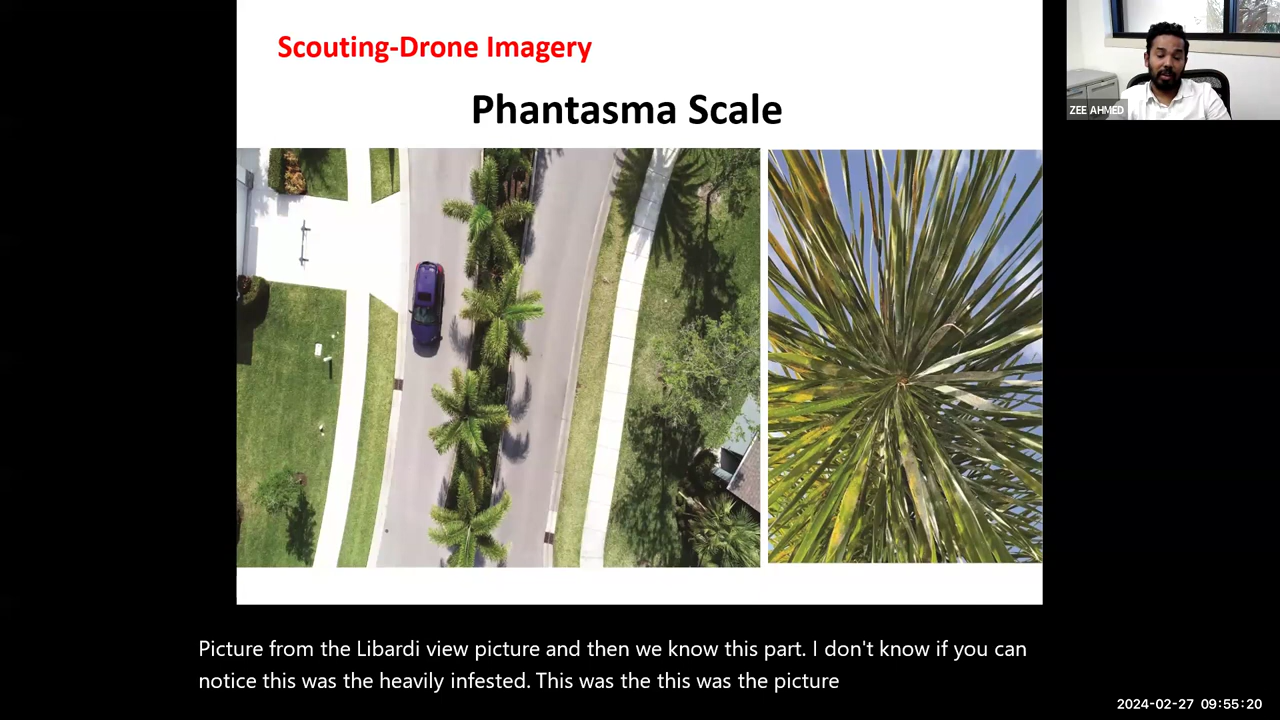 Scouting-Drone Imagery
Phantasma Scale
ZEE AHMED
Picture from the Libardi view picture and then we know this part. I don't know if you can
notice this was the heavily infested. This was the this was the picture
2024-02-27 09:55:20